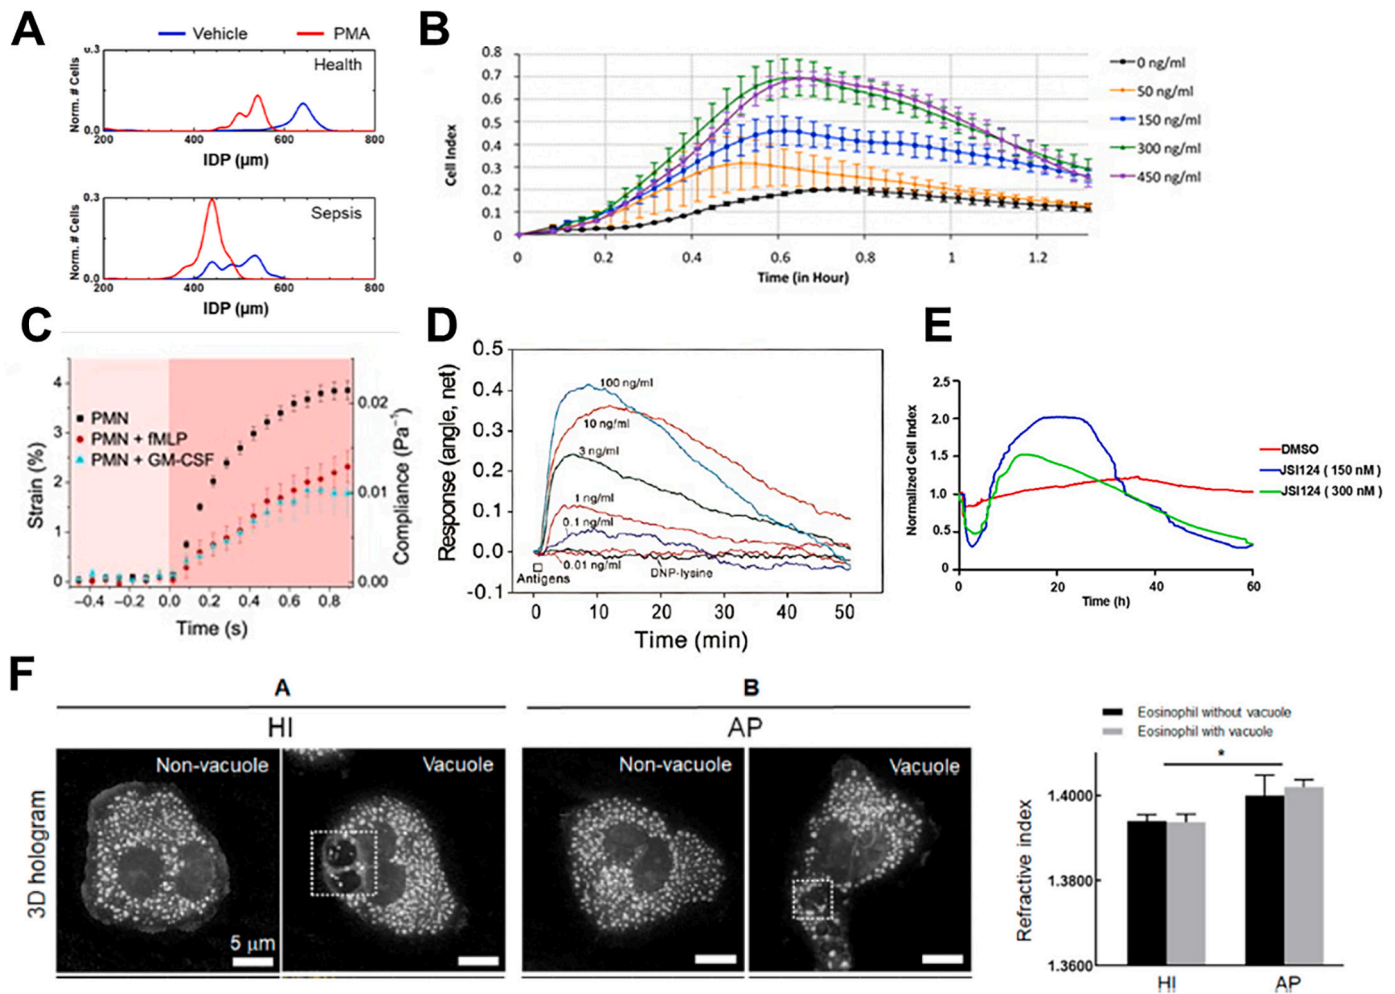 A
Vehicle
PMA
0.3
Norm. # Cells
Health
0.0
200
400
600
800
IDP (µm)
0.3
Norm. # Cells
Sepsis
0.0
200
400
600
800
IDP (µm)
B
0.8
0.7
0.6
0.5
0.4
0.3
0.2
0.1
0
Cell Index
0
0.2
0.4
0.6
0.8
1
1.2
Time (in Hour)
0 ng/ml
50 ng/ml
150 ng/ml
300 ng/ml
450 ng/ml
C
4
3
2
1
0
Strain (%)
PMN
PMN + fMLP
PMN + GM-CSF
0.02
0.01
0.00
Compliance (Pa⁻¹)
−0.4
−0.2
0.0
0.2
0.4
0.6
0.8
Time (s)
D
0.5
0.4
0.3
0.2
0.1
0.0
-0.1
Response (angle, net)
100 ng/ml
10 ng/ml
3 ng/ml
1 ng/ml
0.1 ng/ml
0.01 ng/ml
DNP-lysine
Antigens
0
10
20
30
40
50
Time (min)
E
2.5
2.0
1.5
1.0
0.5
0
Normalized Cell Index
0
20
40
60
Time (h)
DMSO
JSI124 ( 150 nM )
JSI124 ( 300 nM )
F
A
HI
B
AP
3D hologram
Non-vacuole
Vacuole
Non-vacuole
Vacuole
5 µm
Eosinophil without vacuole
Eosinophil with vacuole
*
1.4000
1.3800
1.3600
Refractive index
HI
AP